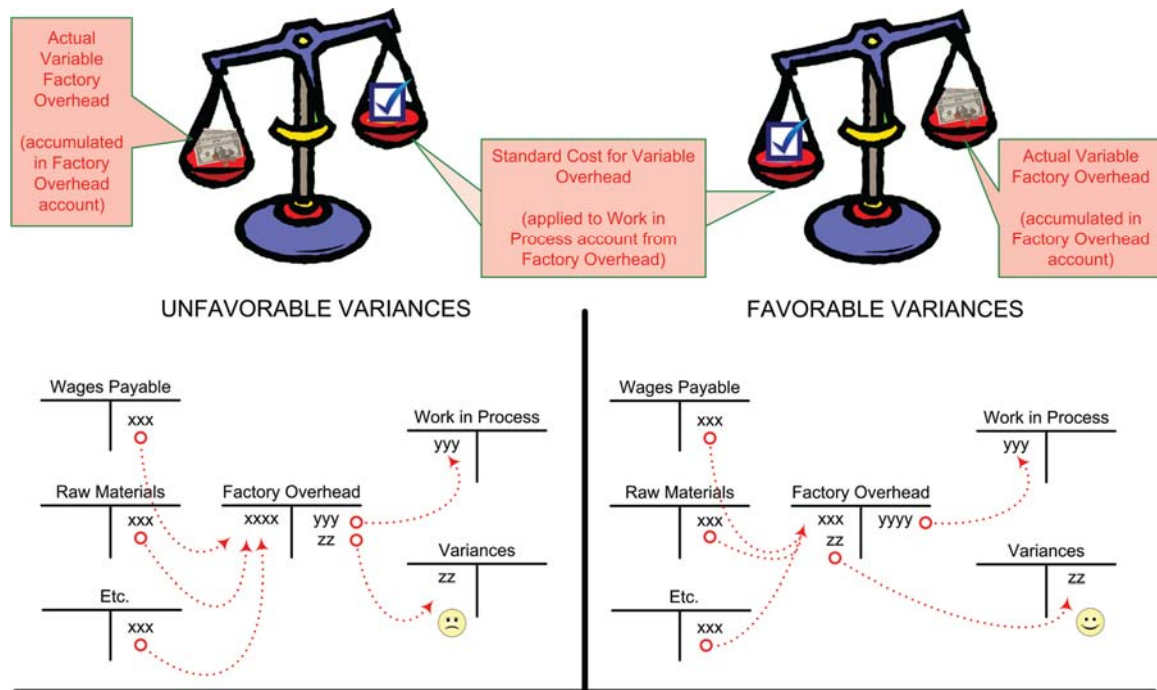 Actual
Variable
Factory
Overhead
(accumulated
in Factory
Overhead
account)
Standard Cost for Variable
Overhead
(applied to Work in
Process account from
Factory Overhead)
Actual Variable
Factory Overhead
(accumulated in
Factory Overhead
account)
UNFAVORABLE VARIANCES
Wages Payable
xxx
Work in Process
yyy
Raw Materials
xxx
Factory Overhead
xxxx
yyy
zz
Variances
zz
Etc.
xxx
FAVORABLE VARIANCES
Wages Payable
xxx
Work in Process
yyy
Raw Materials
xxx
Factory Overhead
xxx
yyyy
zz
Variances
zz
Etc.
xxx